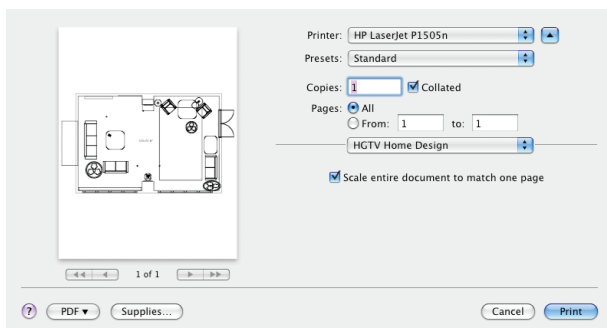 Printer: HP LaserJet P1505n
Presets: Standard
Copies: 1 Collated
Pages: All
From: 1 to: 1
HGTV Home Design
Scale entire document to match one page
1 of 1
? PDF ▼ Supplies... Cancel Print